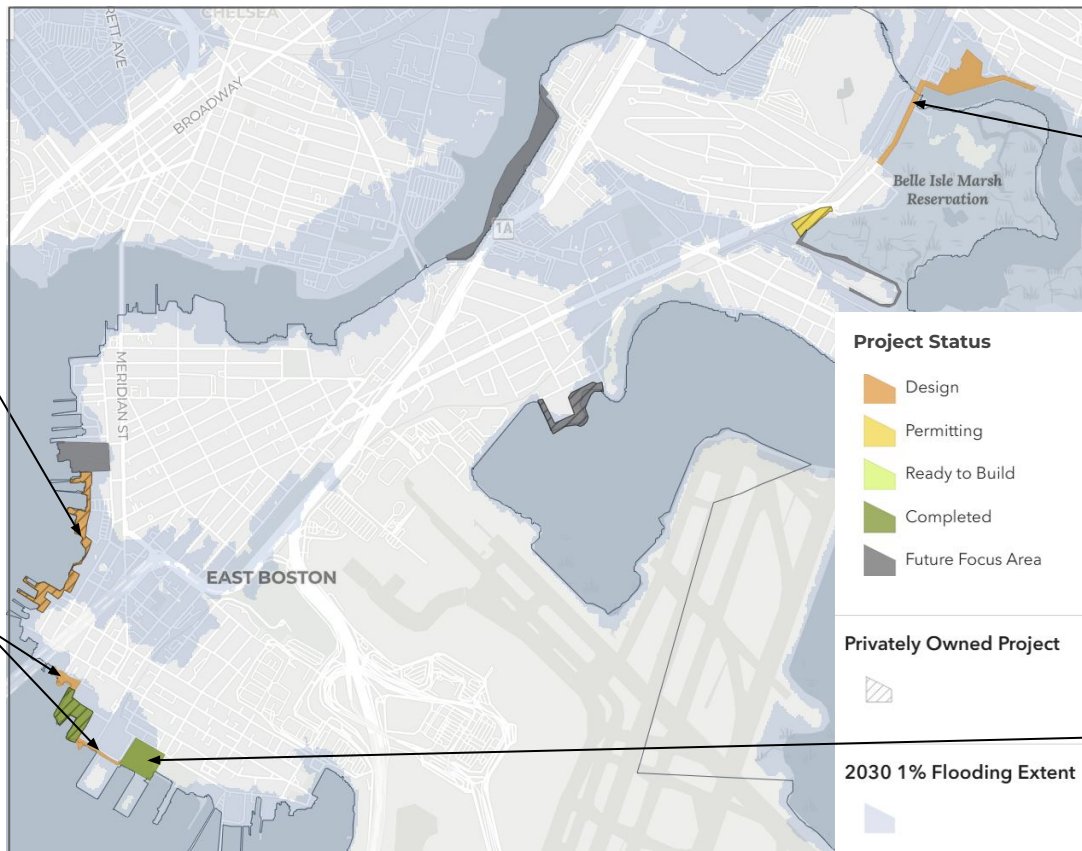 CHELSEA
RETT AVE
BROADWAY
1A
Belle Isle Marsh
Reservation
MERIDIAN ST
EAST BOSTON
Project Status
Design
Permitting
Ready to Build
Completed
Future Focus Area
Privately Owned Project
2030 1% Flooding Extent